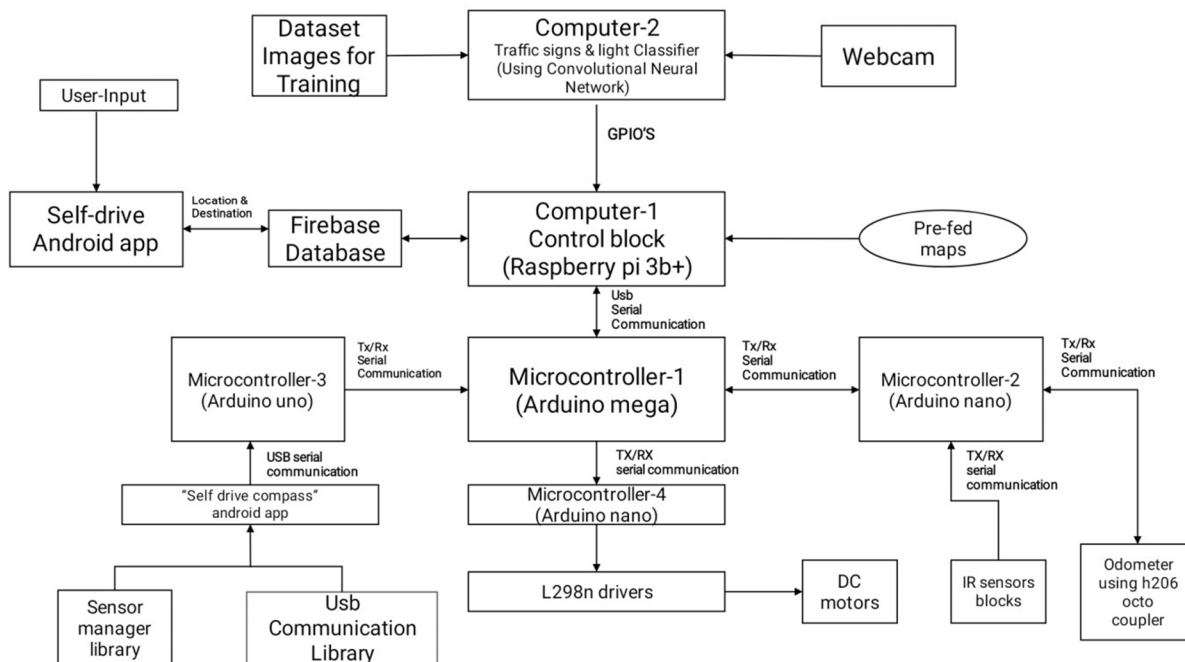 Dataset
Images for
Training
Computer-2
Traffic signs & light Classifier
(Using Convolutional Neural
Network)
Webcam
User-Input
GPIO'S
Self-drive
Android app
Location &
Destination
Firebase
Database
Computer-1
Control block
(Raspberry pi 3b+)
Pre-fed
maps
Usb
Serial
Communication
Microcontroller-3
(Arduino uno)
Tx/Rx
Serial
Communication
Microcontroller-1
(Arduino mega)
Tx/Rx
Serial
Communication
Microcontroller-2
(Arduino nano)
Tx/Rx
Serial
Communication
USB serial
communication
TX/RX
serial communication
TX/RX
serial
communication
"Self drive compass"
android app
Microcontroller-4
(Arduino nano)
Sensor
manager
library
Usb
Communication
Library
L298n drivers
DC
motors
IR sensors
blocks
Odometer
using h206
octo
coupler